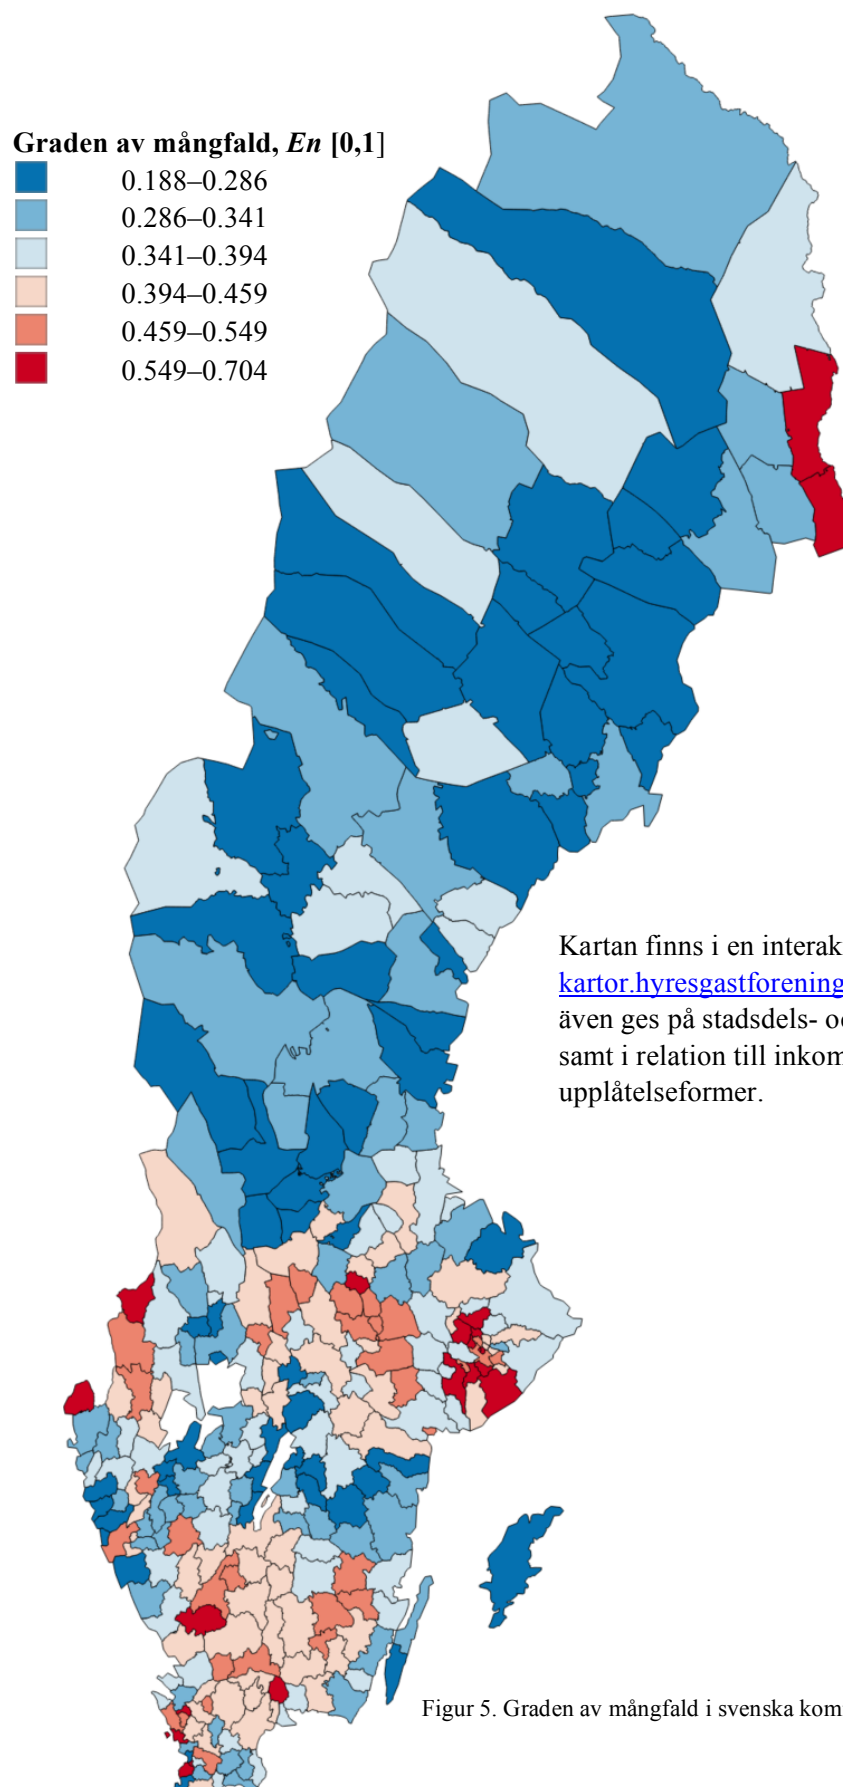 Graden av mångfald, En [0,1]
0.188–0.286
0.286–0.341
0.341–0.394
0.394–0.459
0.459–0.549
0.549–0.704
Kartan finns i en interak
kartor.hyresgastforening
även ges på stadsdels- oc
samt i relation till inkom
upplåtelseformer.
Figur 5. Graden av mångfald i svenska kom